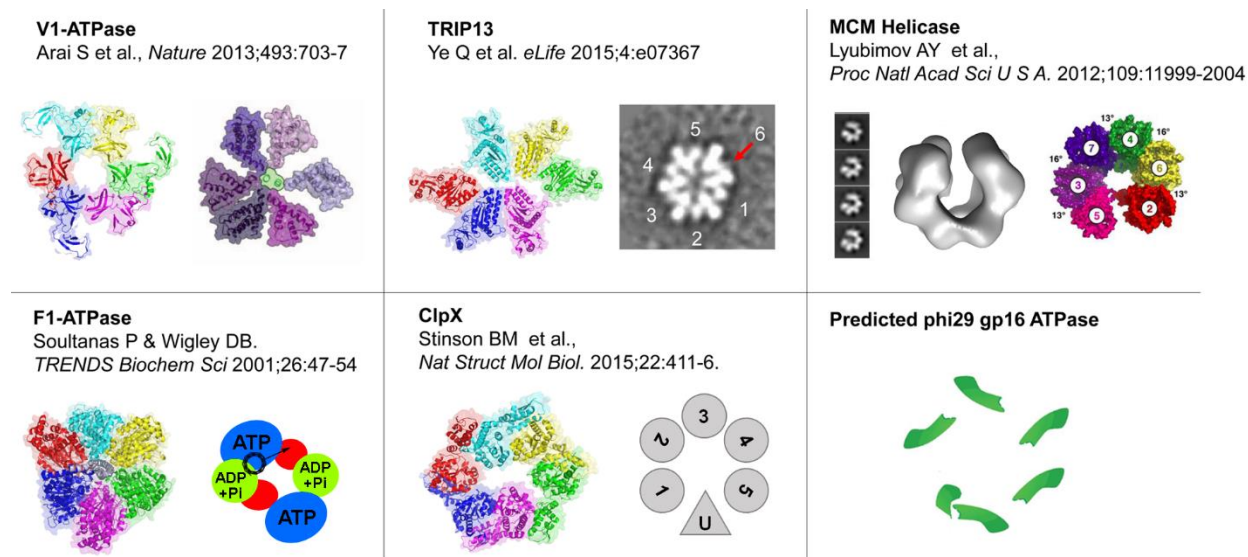 V1-ATPase
Arai S et al., Nature 2013;493:703-7
TRIP13
Ye Q et al. eLife 2015;4:e07367
5
6
4
3
1
2
MCM Helicase
Lyubimov AY et al.,
Proc Natl Acad Sci U S A. 2012;109:11999-2004
13°
7
4
16°
16°
3
6
13°
5
2
13°
F1-ATPase
Soultanas P & Wigley DB.
TRENDS Biochem Sci 2001;26:47-54
ATP
ADP
+Pi
ADP
+Pi
ATP
ClpX
Stinson BM et al.,
Nat Struct Mol Biol. 2015;22:411-6.
3
2
4
1
5
U
Predicted phi29 gp16 ATPase